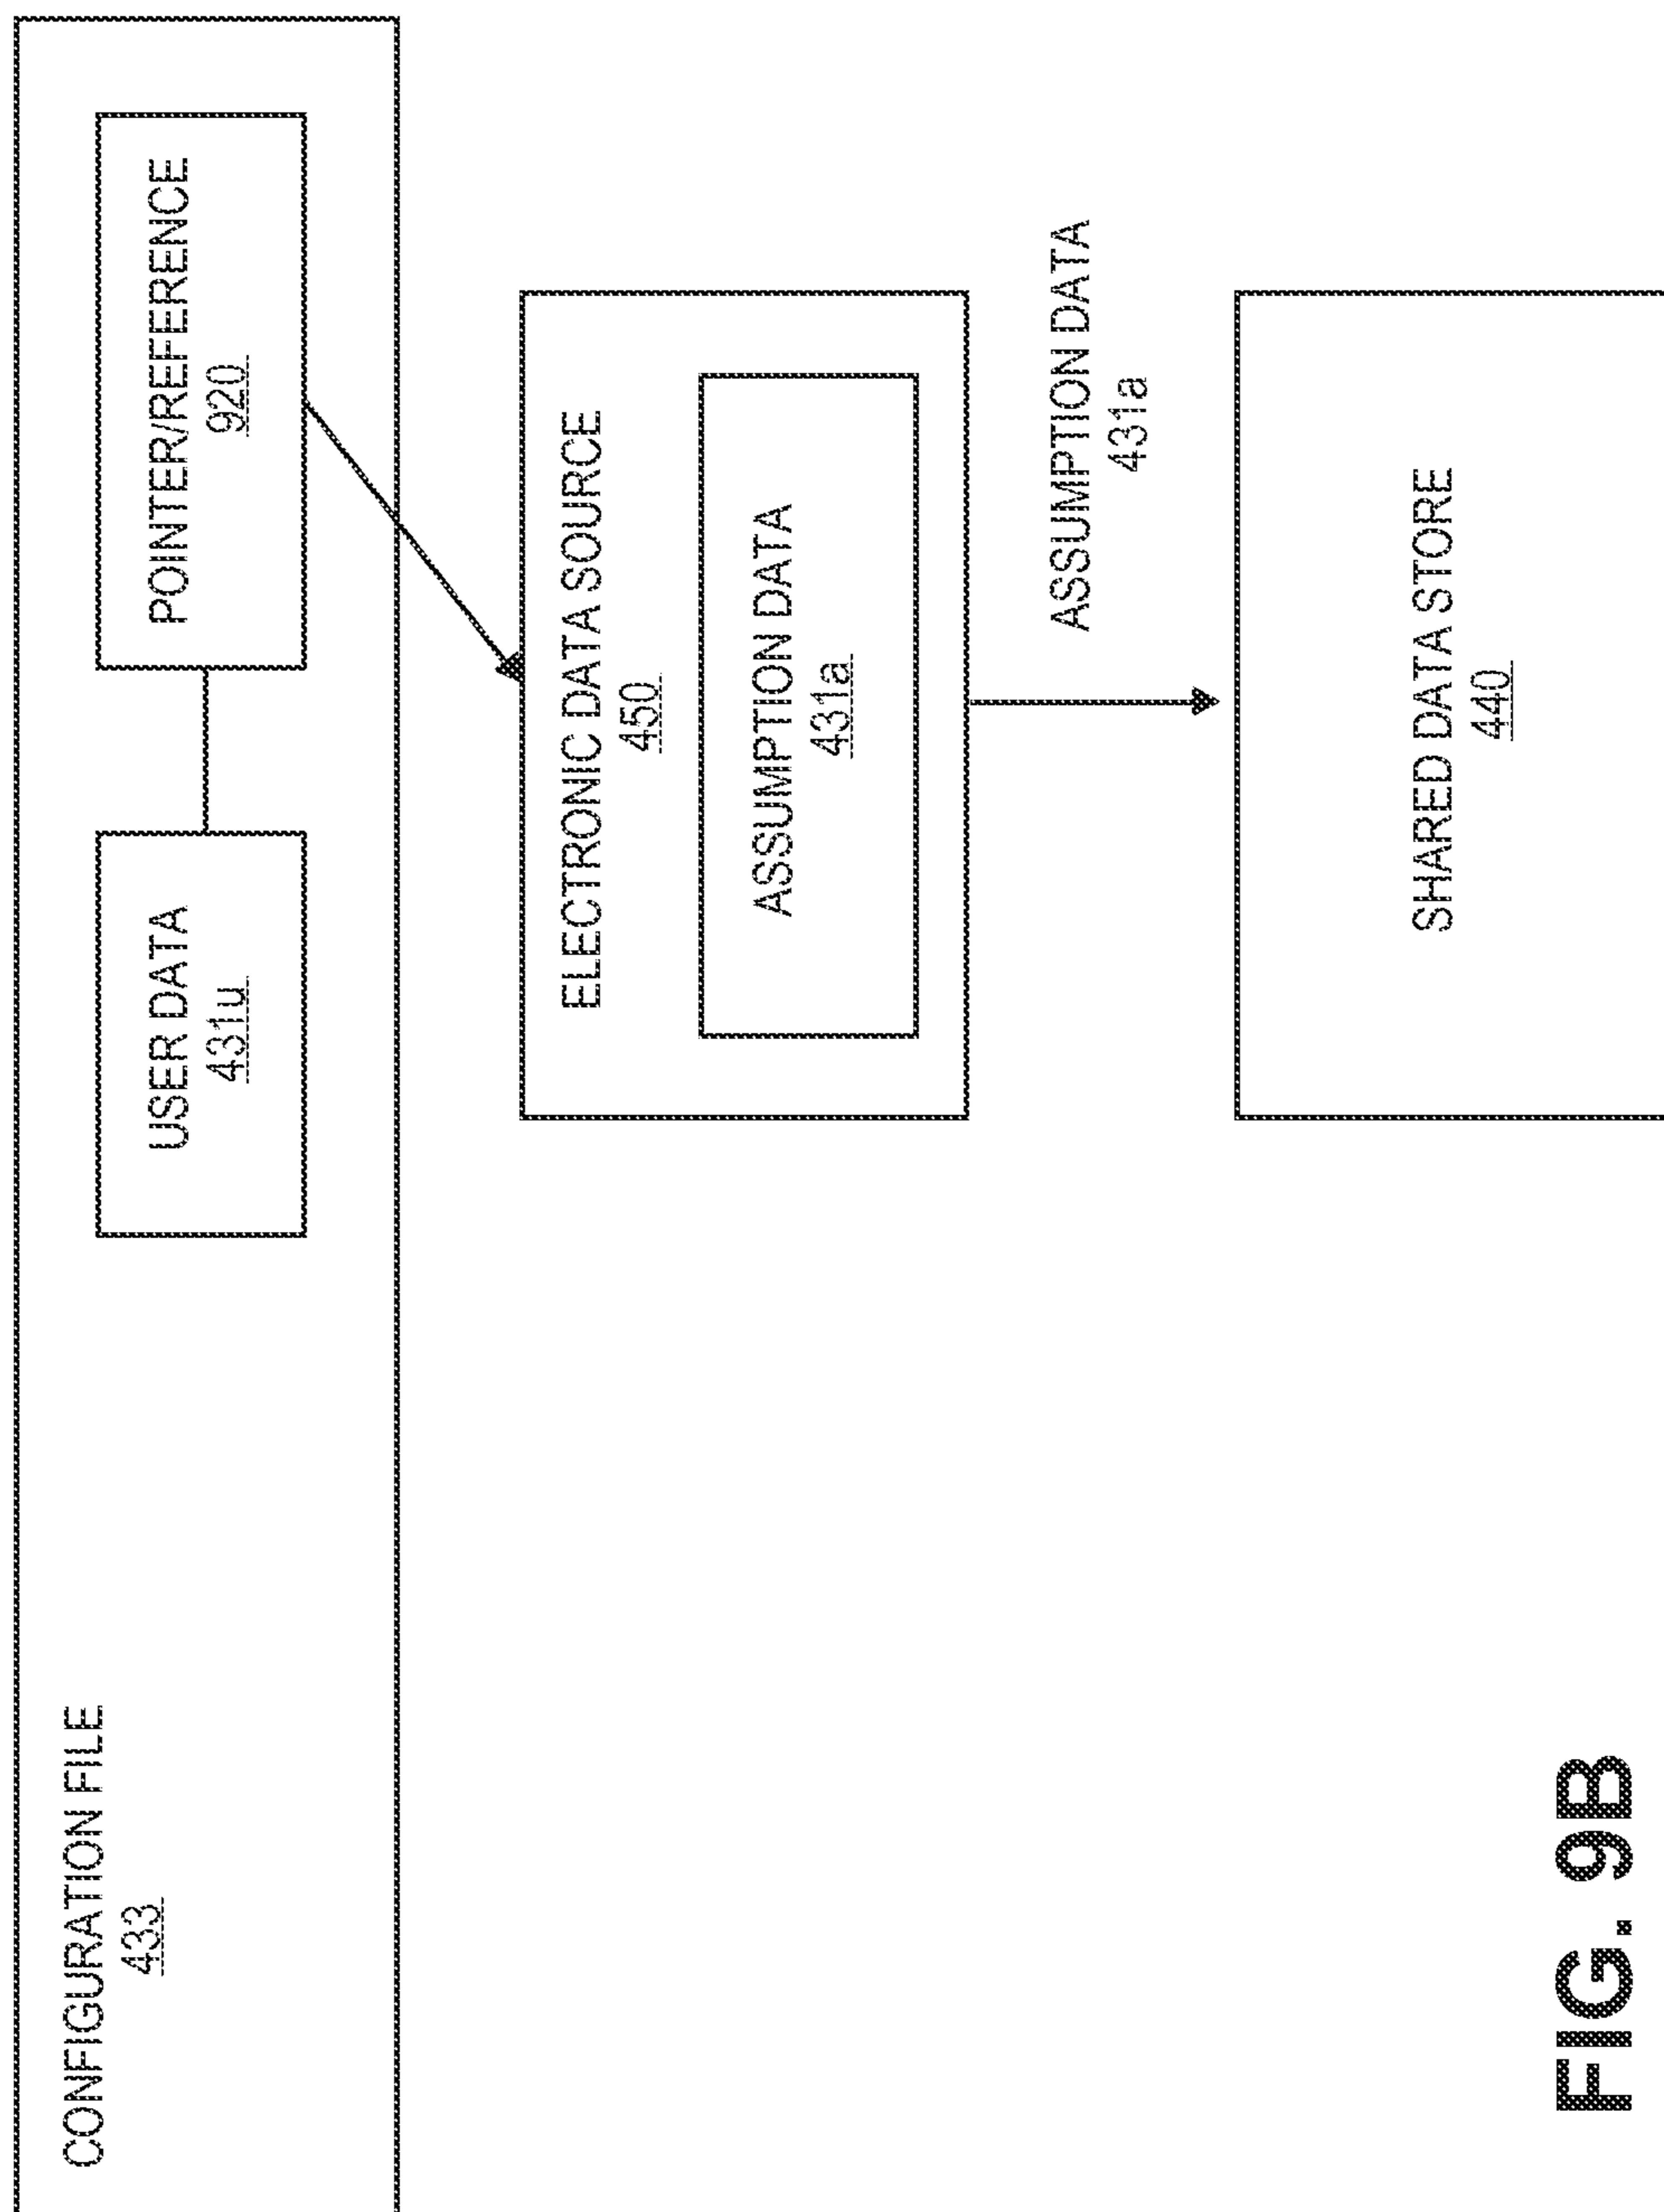 CONFIGURATION FILE
433
USER DATA
431u
POINTER/REFERENCE
920
ELECTRONIC DATA SOURCE
450
ASSUMPTION DATA
431a
ASSUMPTION DATA
431a
SHARED DATA STORE
440
FIG. 9B